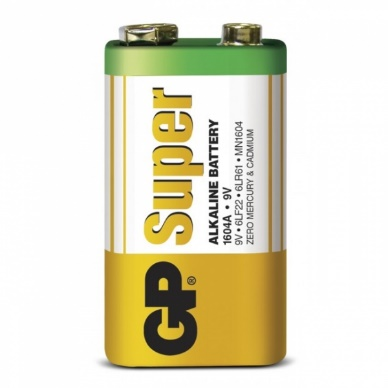 GP® Super
ALKALINE BATTERY
1604A • 9V
9V • 6LF22 • 6LR61 • MN1604
ZERO MERCURY & CADMIUM